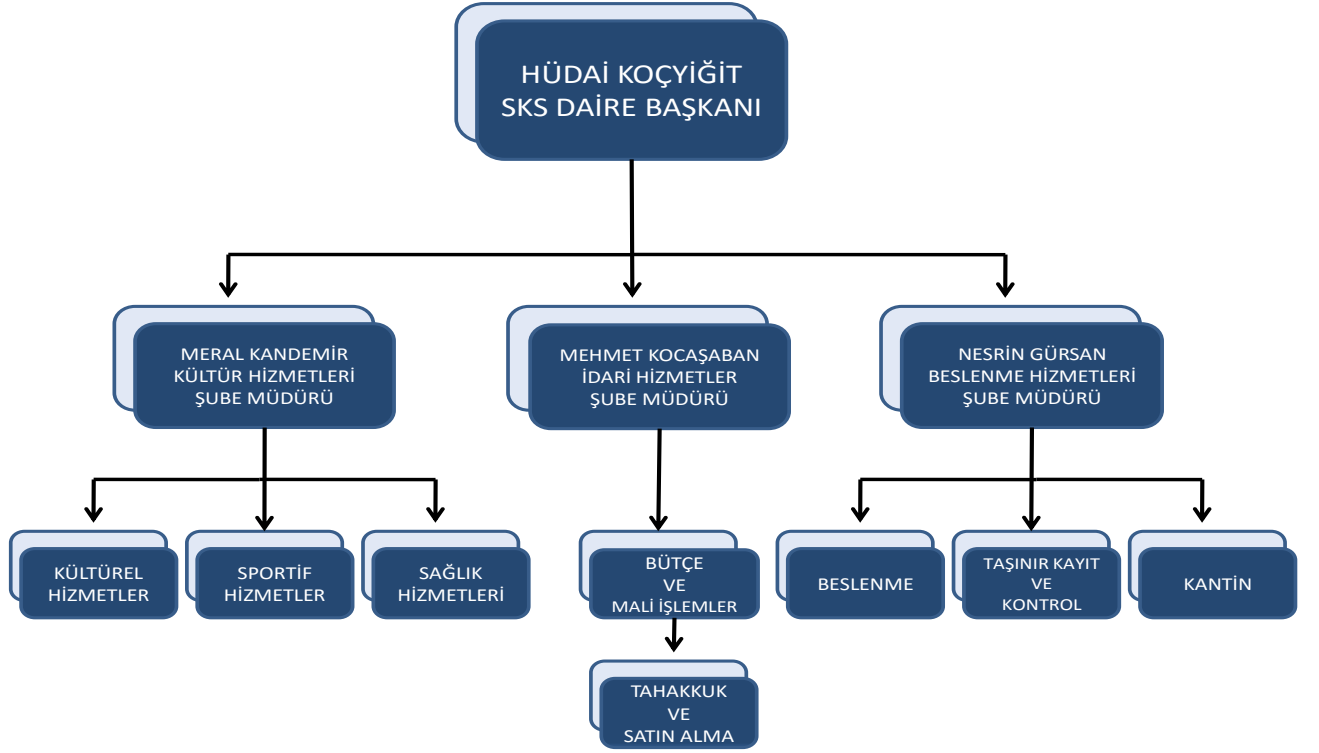 HÜDAİ KOÇYİĞİT
SKS DAİRE BAŞKANI
MERAL KANDEMİR
KÜLTÜR HİZMETLERİ
ŞUBE MÜDÜRÜ
MEHMET KOCAŞABAN
İDARİ HİZMETLER
ŞUBE MÜDÜRÜ
NESRİN GÜRSAN
BESLENME HİZMETLERİ
ŞUBE MÜDÜRÜ
KÜLTÜREL
HİZMETLER
SPORTİF
HİZMETLER
SAĞLIK
HİZMETLERİ
BÜTÇE
VE
MALİ İŞLEMLER
BESLENME
TAŞINIR KAYIT
VE
KONTROL
KANTİN
TAHAKKUK
VE
SATIN ALMA